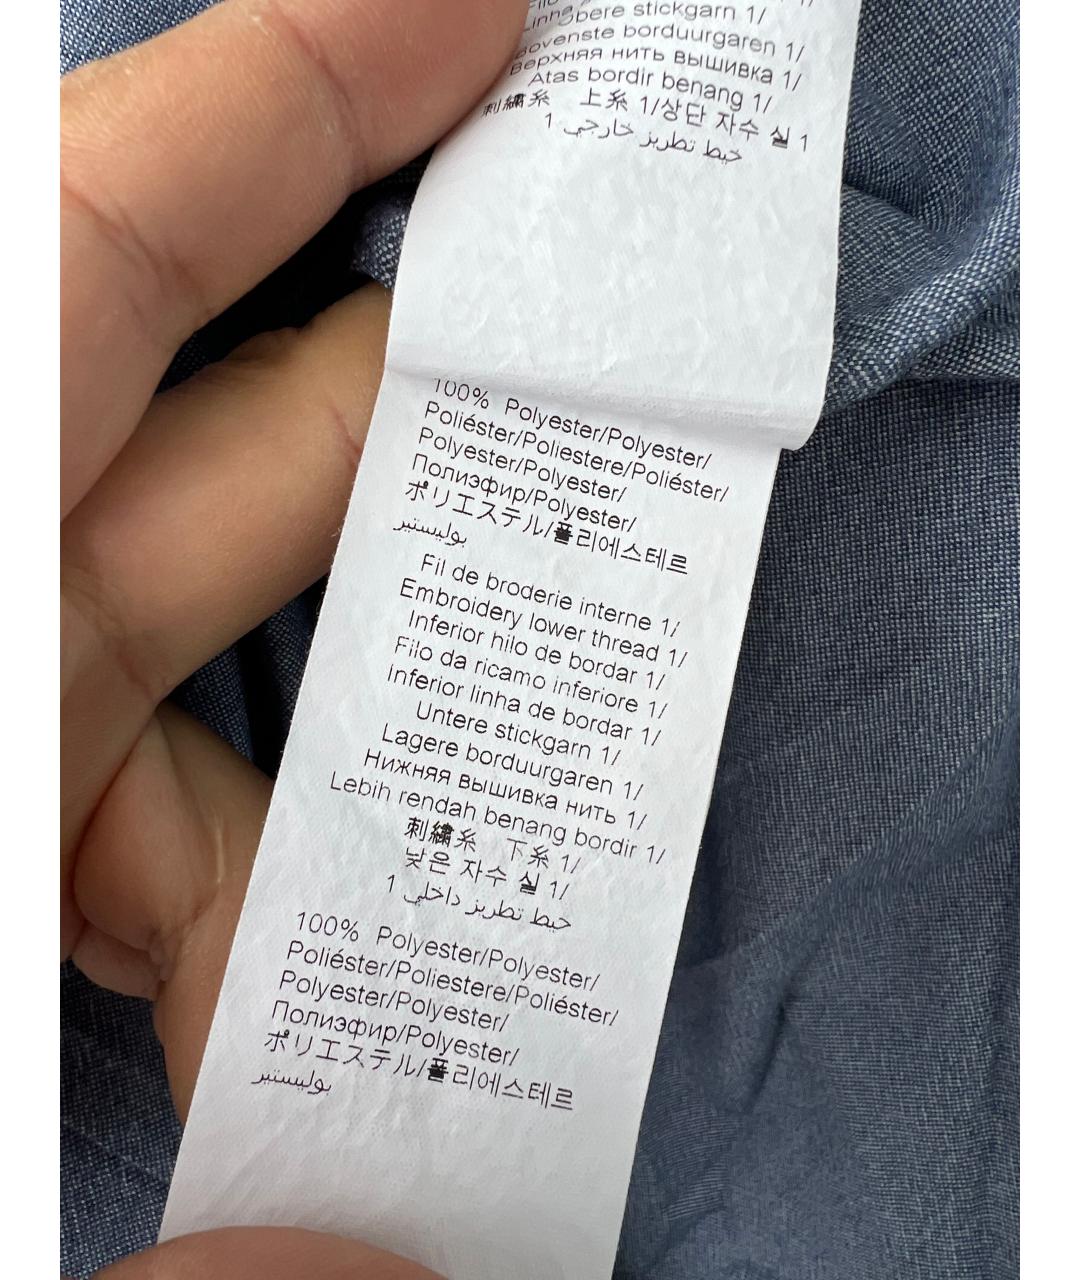 Obere stickgarn 1/
Bovenste borduurgaren 1/
Верхняя нить вышивка 1/
Atas bordir benang 1/
刺繍糸　上糸 1/상단 자수 실 1
خيط تطريز خارجي 1
100% Polyester/Polyester/
Poliéster/Poliestere/Poliéster/
Polyester/Polyester/
Полиэфир/Polyester/
ポリエステル/폴리에스테르
بوليستير
Fil de broderie interne 1/
Embroidery lower thread 1/
Inferior hilo de bordar 1/
Filo da ricamo inferiore 1/
Inferior linha de bordar 1/
Untere stickgarn 1/
Lagere borduurgaren 1/
Нижняя вышивка нить 1/
Lebih rendah benang bordir 1/
刺繍糸　下糸 1/
낮은 자수 실 1/
خيط تطريز داخلي 1
100% Polyester/Polyester/
Poliéster/Poliestere/Poliéster/
Polyester/Polyester/
Полиэфир/Polyester/
ポリエステル/폴리에스테르
بوليستير